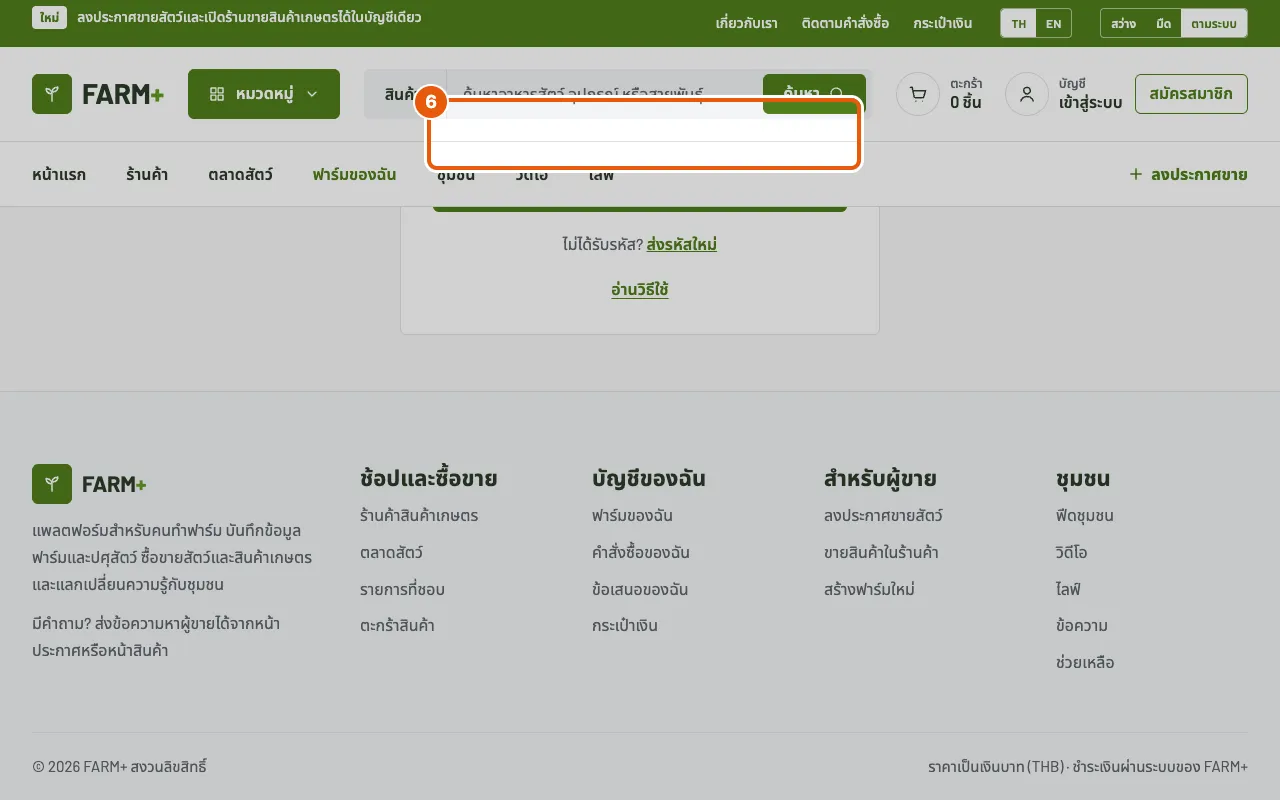 ใหม่ ลงประกาศขายสัตว์และเปิดร้านขายสินค้าเกษตรได้ในบัญชีเดียว
เกี่ยวกับเรา ติดตามคำสั่งซื้อ กระเป๋าเงิน TH EN สว่าง มืด ตามระบบ
FARM+ หมวดหมู่
6
ตะกร้า
0 ชิ้น
บัญชี
เข้าสู่ระบบ
สมัครสมาชิก
หน้าแรก ร้านค้า ตลาดสัตว์ ฟาร์มของฉัน ชุมชน วิดีโอ ไลฟ์ + ลงประกาศขาย
ไม่ได้รับรหัส? ส่งรหัสใหม่
อ่านวิธีใช้
FARM+
แพลตฟอร์มสำหรับคนทำฟาร์ม บันทึกข้อมูล
ฟาร์มและปศุสัตว์ ซื้อขายสัตว์และสินค้าเกษตร
และแลกเปลี่ยนความรู้กับชุมชน
มีคำถาม? ส่งข้อความหาผู้ขายได้จากหน้า
ประกาศหรือหน้าสินค้า
ช้อปและซื้อขาย
ร้านค้าสินค้าเกษตร
ตลาดสัตว์
รายการที่ชอบ
ตะกร้าสินค้า
บัญชีของฉัน
ฟาร์มของฉัน
คำสั่งซื้อของฉัน
ข้อเสนอของฉัน
กระเป๋าเงิน
สำหรับผู้ขาย
ลงประกาศขายสัตว์
ขายสินค้าในร้านค้า
สร้างฟาร์มใหม่
ชุมชน
ฟีดชุมชน
วิดีโอ
ไลฟ์
ข้อความ
ช่วยเหลือ
© 2026 FARM+ สงวนลิขสิทธิ์
ราคาเป็นเงินบาท (THB) · ชำระเงินผ่านระบบของ FARM+